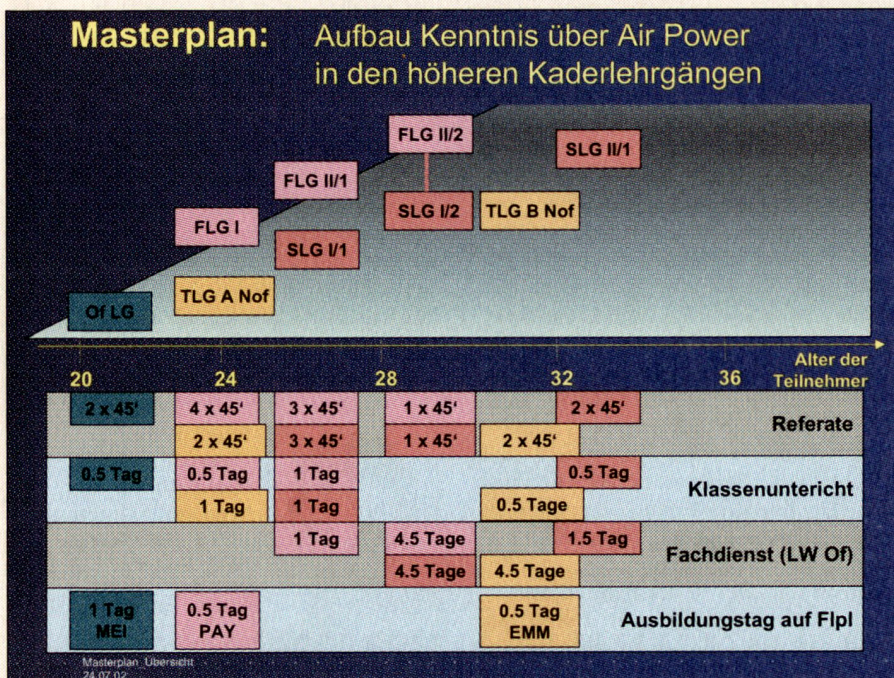 Masterplan: Aufbau Kenntnis über Air Power
in den höheren Kaderlehrgängen
FLG II/2
SLG II/1
FLG II/1
SLG I/2
TLG B Nof
FLG I
SLG I/1
TLG A Nof
Of LG
20 24 28 32 36
Alter der
Teilnehmer
2 x 45‘ 4 x 45‘ 3 x 45‘ 1 x 45‘ 2 x 45‘
Referate
2 x 45‘ 3 x 45‘ 1 x 45‘ 2 x 45‘
0.5 Tag 0.5 Tag 1 Tag 0.5 Tag
Klassenuntericht
1 Tag 1 Tag 0.5 Tage
1 Tag 4.5 Tage 1.5 Tag
Fachdienst (LW Of)
4.5 Tage 4.5 Tage
1 Tag 0.5 Tag 0.5 Tag
MEI PAY EMM
Ausbildungstag auf Flpl
Masterplan Übersicht
24.07.02